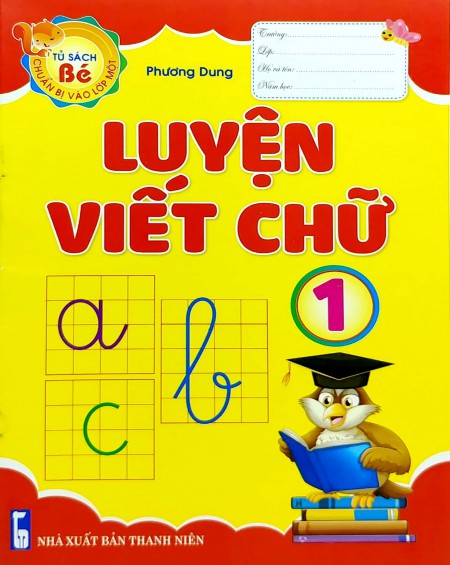 TỦ SÁCH
Bé
CHUẨN BỊ VÀO LỚP MỘT
Phương Dung
Trường:
Lớp:
Họ và tên:
Năm học:
LUYỆN
VIẾT CHỮ
1
a
b
c
NHÀ XUẤT BẢN THANH NIÊN